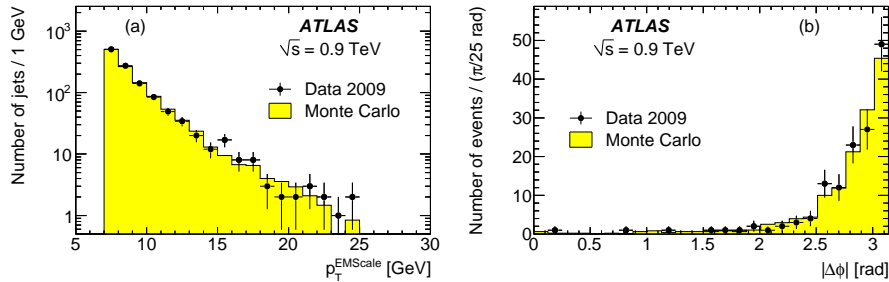 Number of jets / 1 GeV
10³
10²
10
1
(a)
ATLAS
√s = 0.9 TeV
Data 2009
Monte Carlo
5 10 15 20 25 30
p_T^EMScale [GeV]
Number of events / (π/25 rad)
50
40
30
20
10
0
(b)
ATLAS
√s = 0.9 TeV
Data 2009
Monte Carlo
0 0.5 1 1.5 2 2.5 3
|Δϕ| [rad]